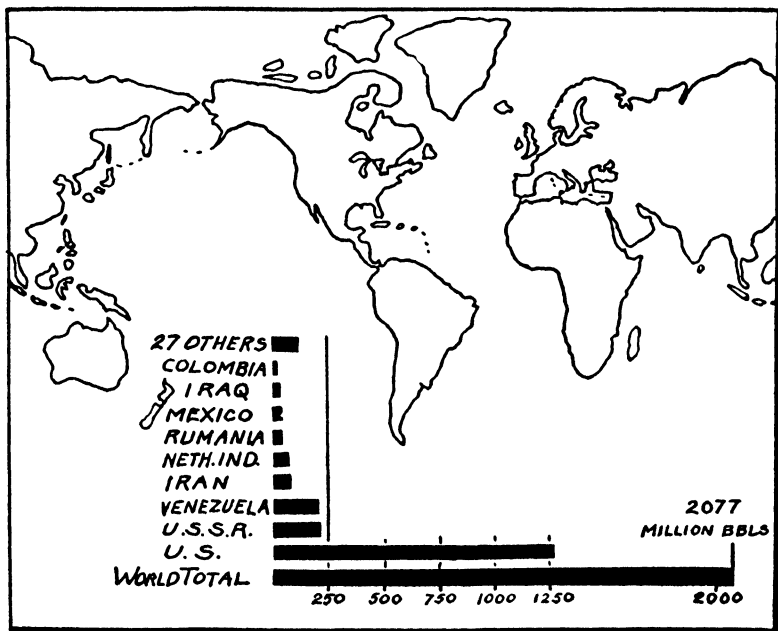 27 OTHERS
COLOMBIA
IRAQ
MEXICO
RUMANIA
NETH. IND.
IRAN
VENEZUELA
U.S.S.R.
U. S.
WORLD TOTAL
2077
MILLION BBLS
250 500 750 1000 1250 2000